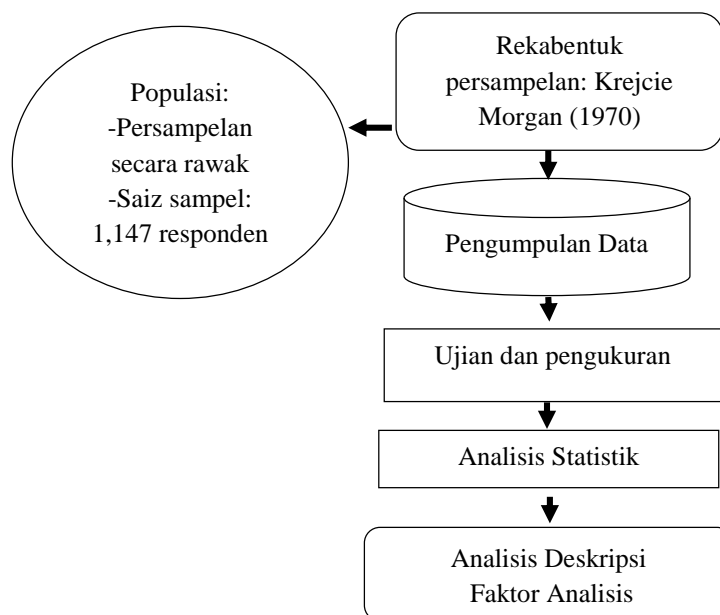 Populasi:
-Persampelan
secara rawak
-Saiz sampel:
1,147 responden
Rekabentuk
persampelan: Krejcie
Morgan (1970)
Pengumpulan Data
Ujian dan pengukuran
Analisis Statistik
Analisis Deskripsi
Faktor Analisis